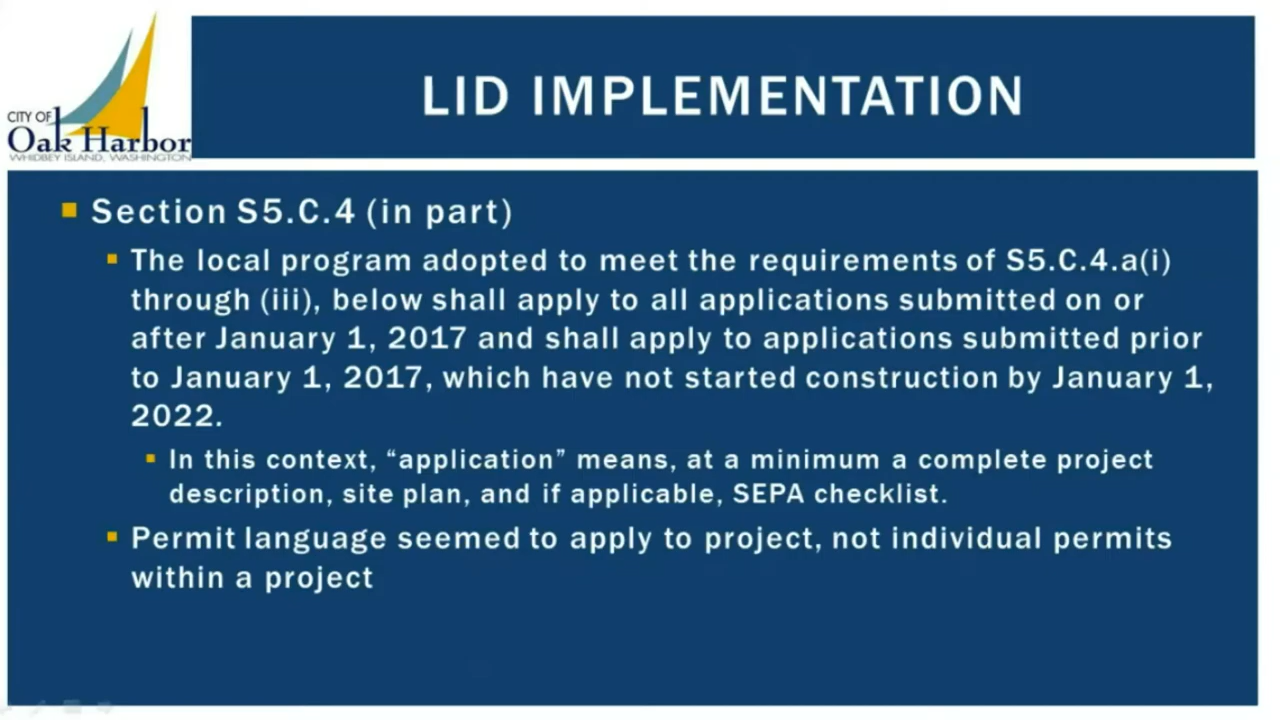 CITY OF
Oak Harbor
WHIDBEY ISLAND, WASHINGTON
LID IMPLEMENTATION
Section S5.C.4 (in part)
The local program adopted to meet the requirements of S5.C.4.a(i)
through (iii), below shall apply to all applications submitted on or
after January 1, 2017 and shall apply to applications submitted prior
to January 1, 2017, which have not started construction by January 1,
2022.
In this context, “application” means, at a minimum a complete project
description, site plan, and if applicable, SEPA checklist.
Permit language seemed to apply to project, not individual permits
within a project